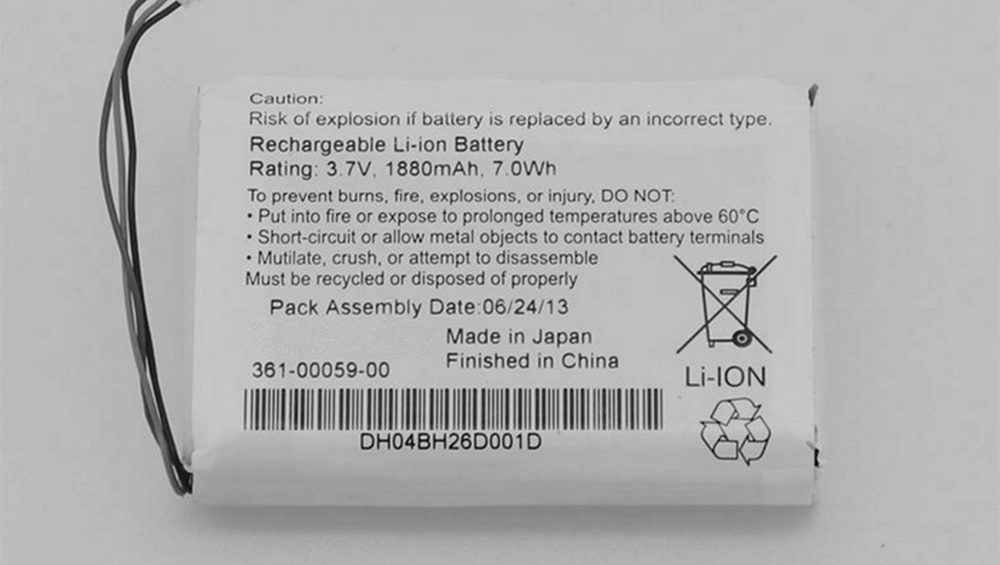 Caution:
Risk of explosion if battery is replaced by an incorrect type.
Rechargeable Li-ion Battery
Rating: 3.7V, 1880mAh, 7.0Wh
To prevent burns, fire, explosions, or injury, DO NOT:
• Put into fire or expose to prolonged temperatures above 60°C
• Short-circuit or allow metal objects to contact battery terminals
• Mutilate, crush, or attempt to disassemble
Must be recycled or disposed of properly
Pack Assembly Date:06/24/13
Made in Japan
Finished in China
361-00059-00
Li-ION
DH04BH26D001D